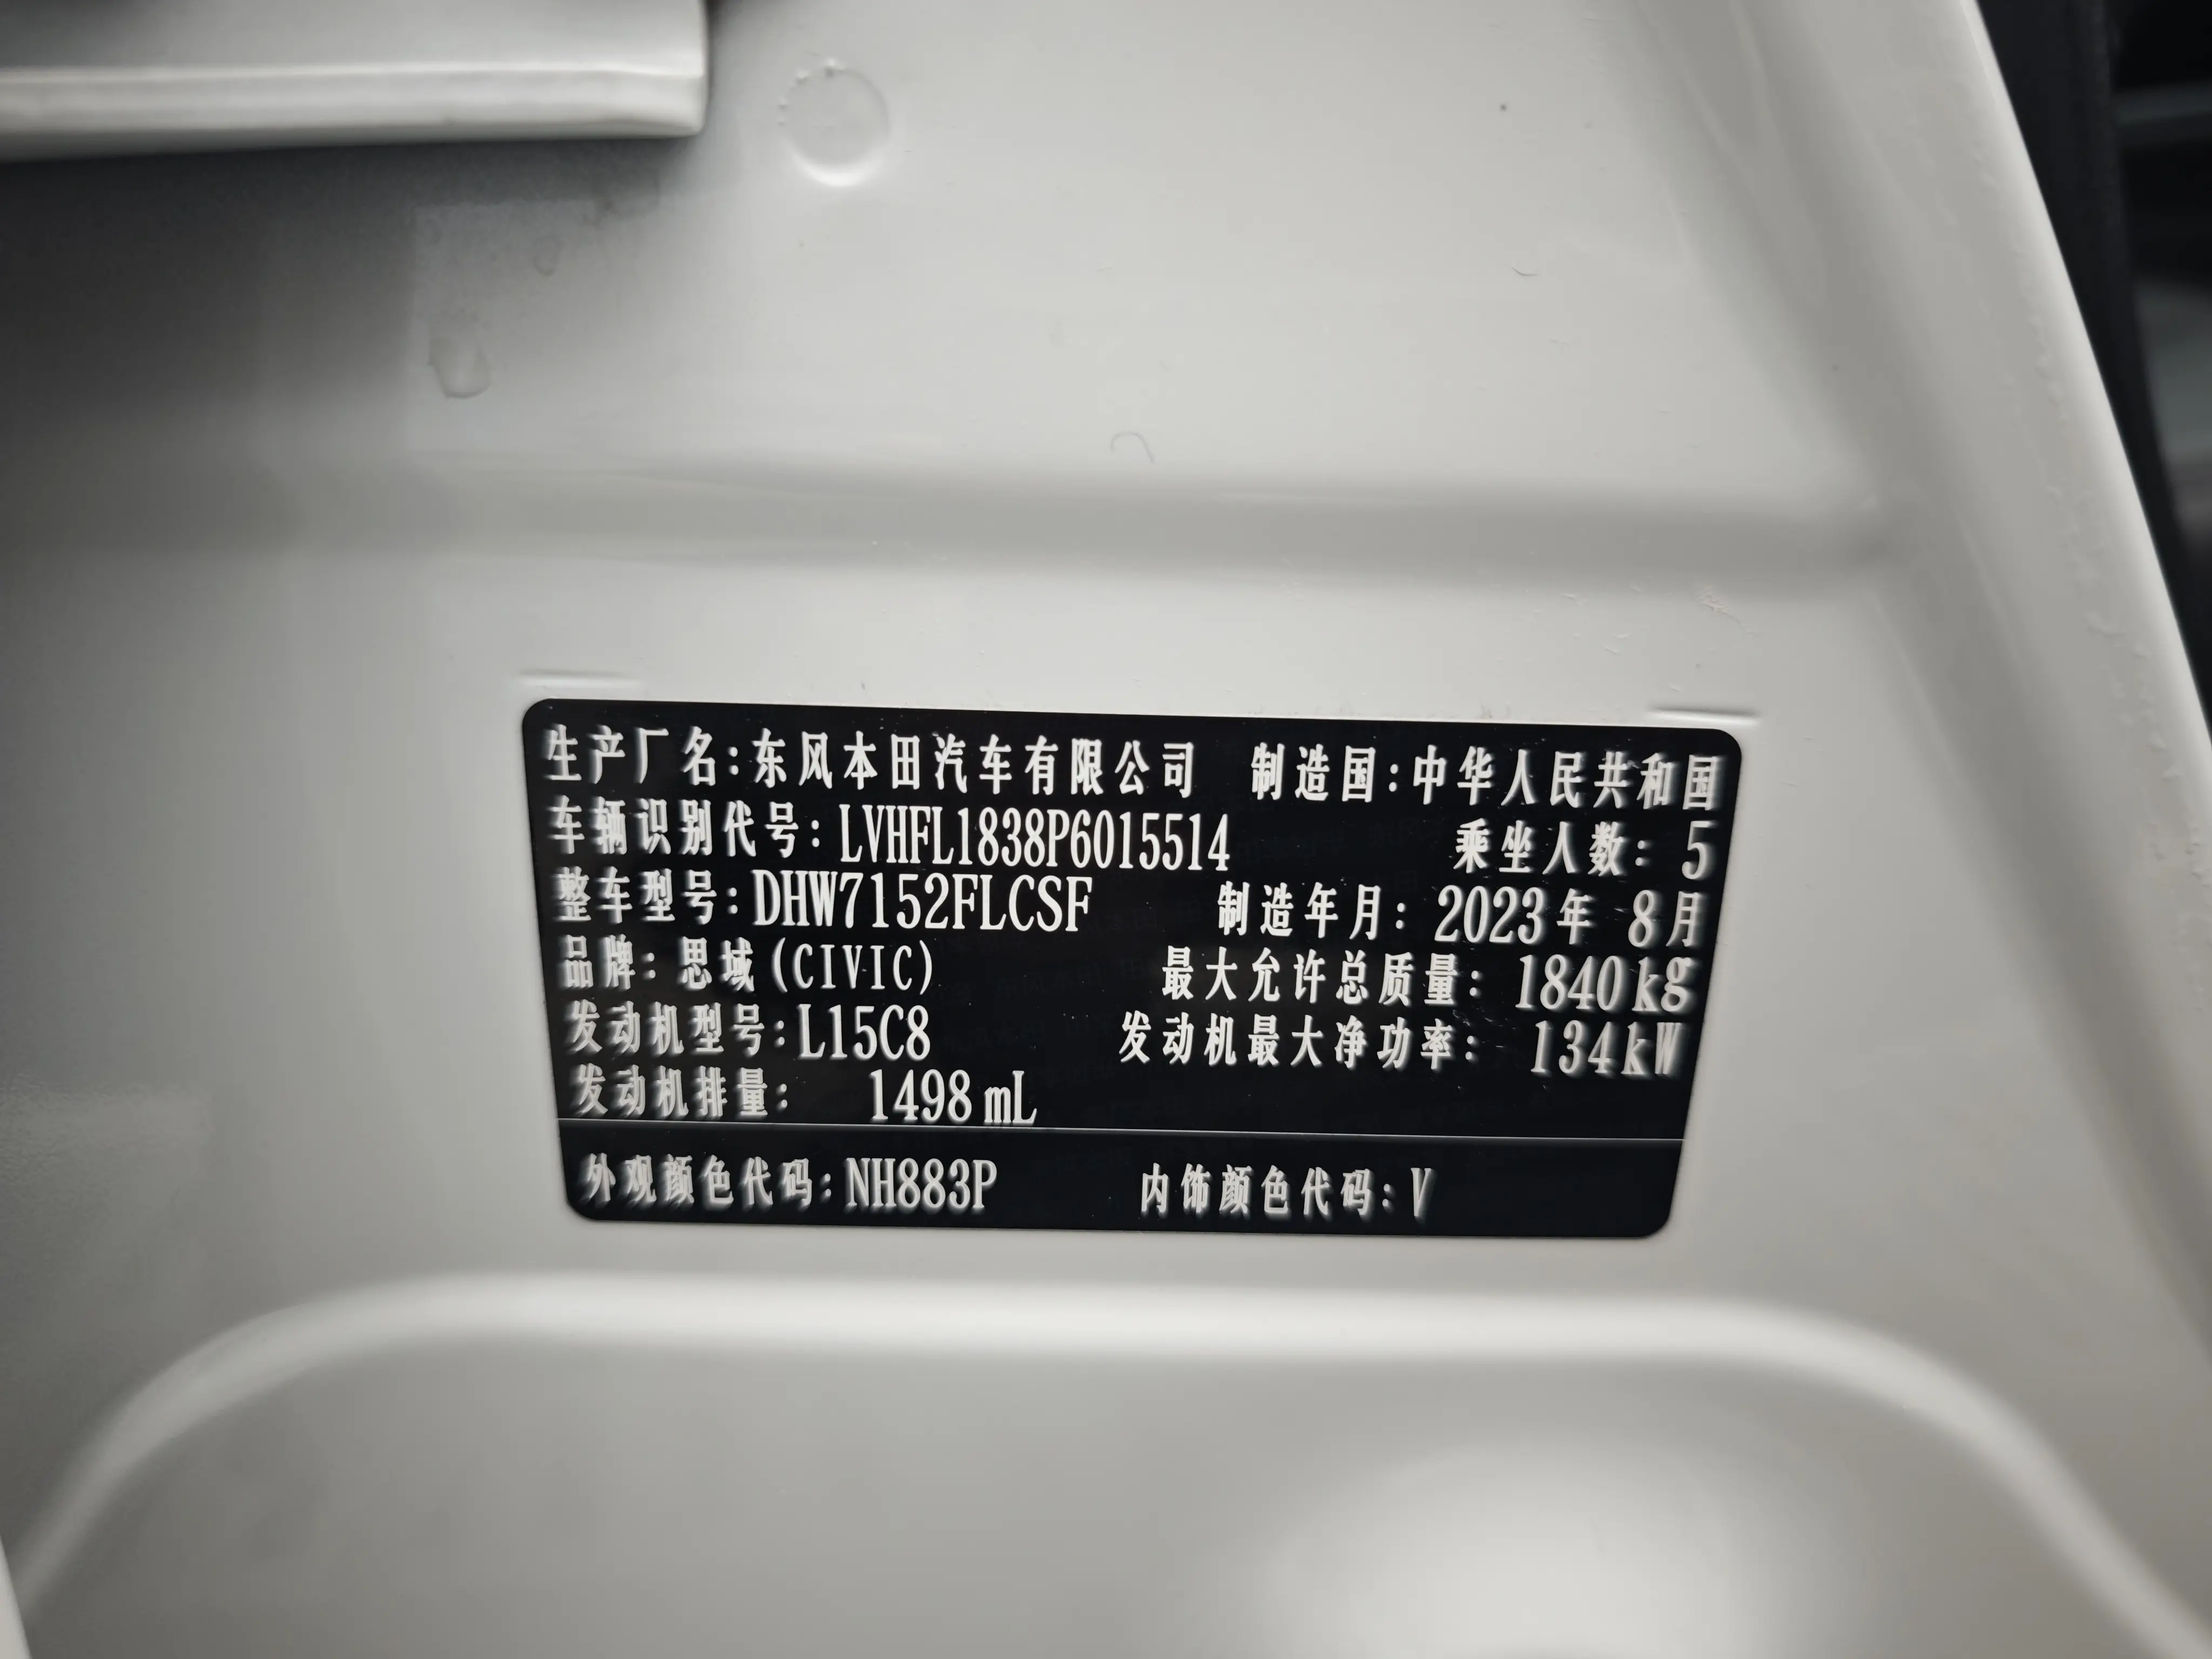 生产厂名:东风本田汽车有限公司 制造国:中华人民共和国
车辆识别代号:LVHFL1838P6015514 乘坐人数: 5
整车型号:DHW7152FLCSF 制造年月: 2023年 8月
品牌: 思域(CIVIC) 最大允许总质量: 1840kg
发动机型号:L15C8 发动机最大净功率: 134kW
发动机排量: 1498 mL
外观颜色代码:NH883P 内饰颜色代码:V